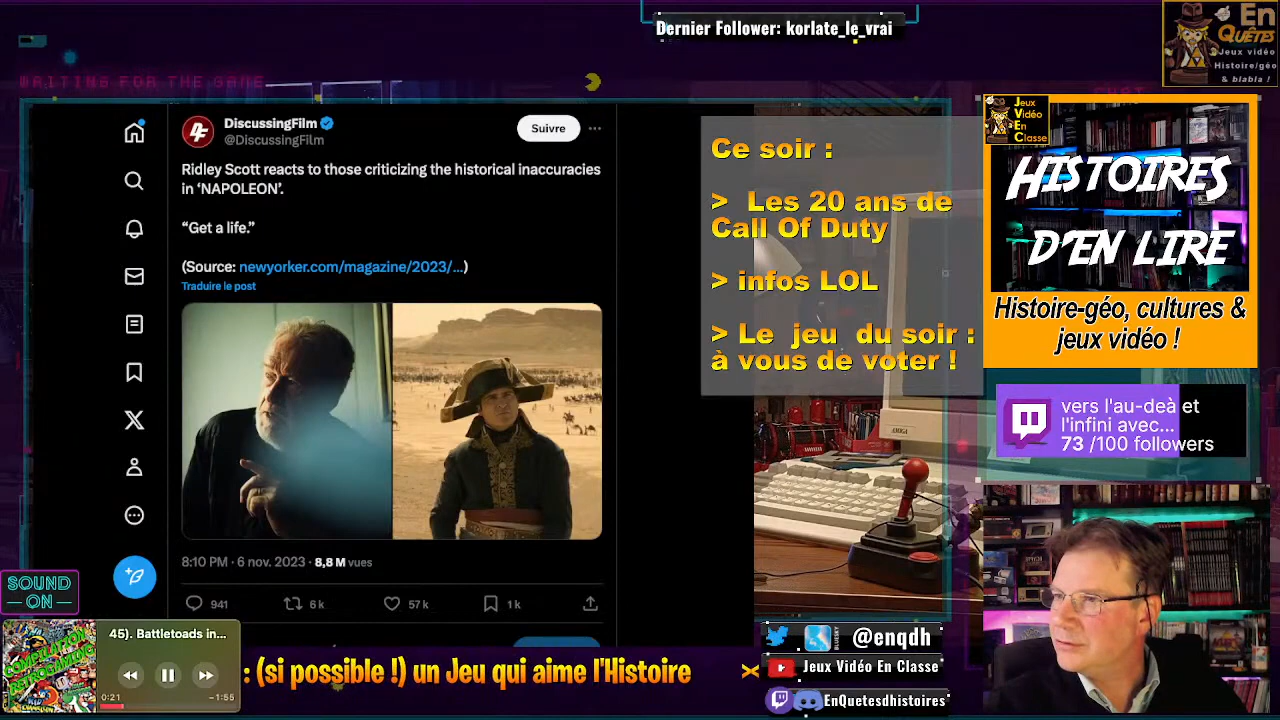 Dernier Follower: korlate_le_vrai
En
QUÊTES
Jeux vidéo
Histoire/géo
& blabla !
WAITING FOR THE GAME
DiscussingFilm
@DiscussingFilm
Suivre
Ridley Scott reacts to those criticizing the historical inaccuracies
in ‘NAPOLEON’.
“Get a life.”
(Source: newyorker.com/magazine/2023/...)
Traduire le post
8:10 PM · 6 nov. 2023 · 8,8 M vues
941
6 k
57 k
1 k
Ce soir :
> Les 20 ans de
Call Of Duty
> infos LOL
> Le jeu du soir :
à vous de voter !
AMIGA
Jeux
Vidéo
En
Classe
HISTOIRES
D'EN LIRE
Histoire-géo, cultures &
jeux vidéo !
vers l'au-deà et
l'infini avec...
73 /100 followers
SOUND
ON
COMPILATION
45). Battletoads in...
0:21
-1:55
: (si possible !) un Jeu qui aime l'Histoire
BLUESKY
@enqdh
Jeux Vidéo En Classe
EnQuetesdhistoires